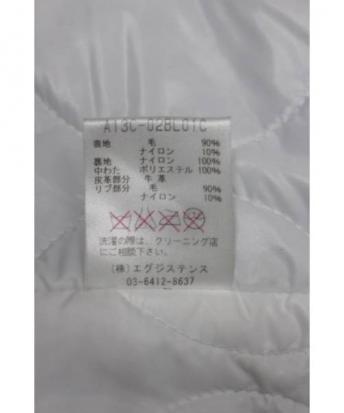 A13C-02BL01C
表地 毛 90%
ナイロン 10%
裏地 ナイロン 100%
中わた ポリエステル 100%
皮革部分 牛革
リブ部分 毛 90%
ナイロン 10%
洗濯の際は、クリーニング店
にご相談下さい
(株)エグジステンス
03-6412-8637